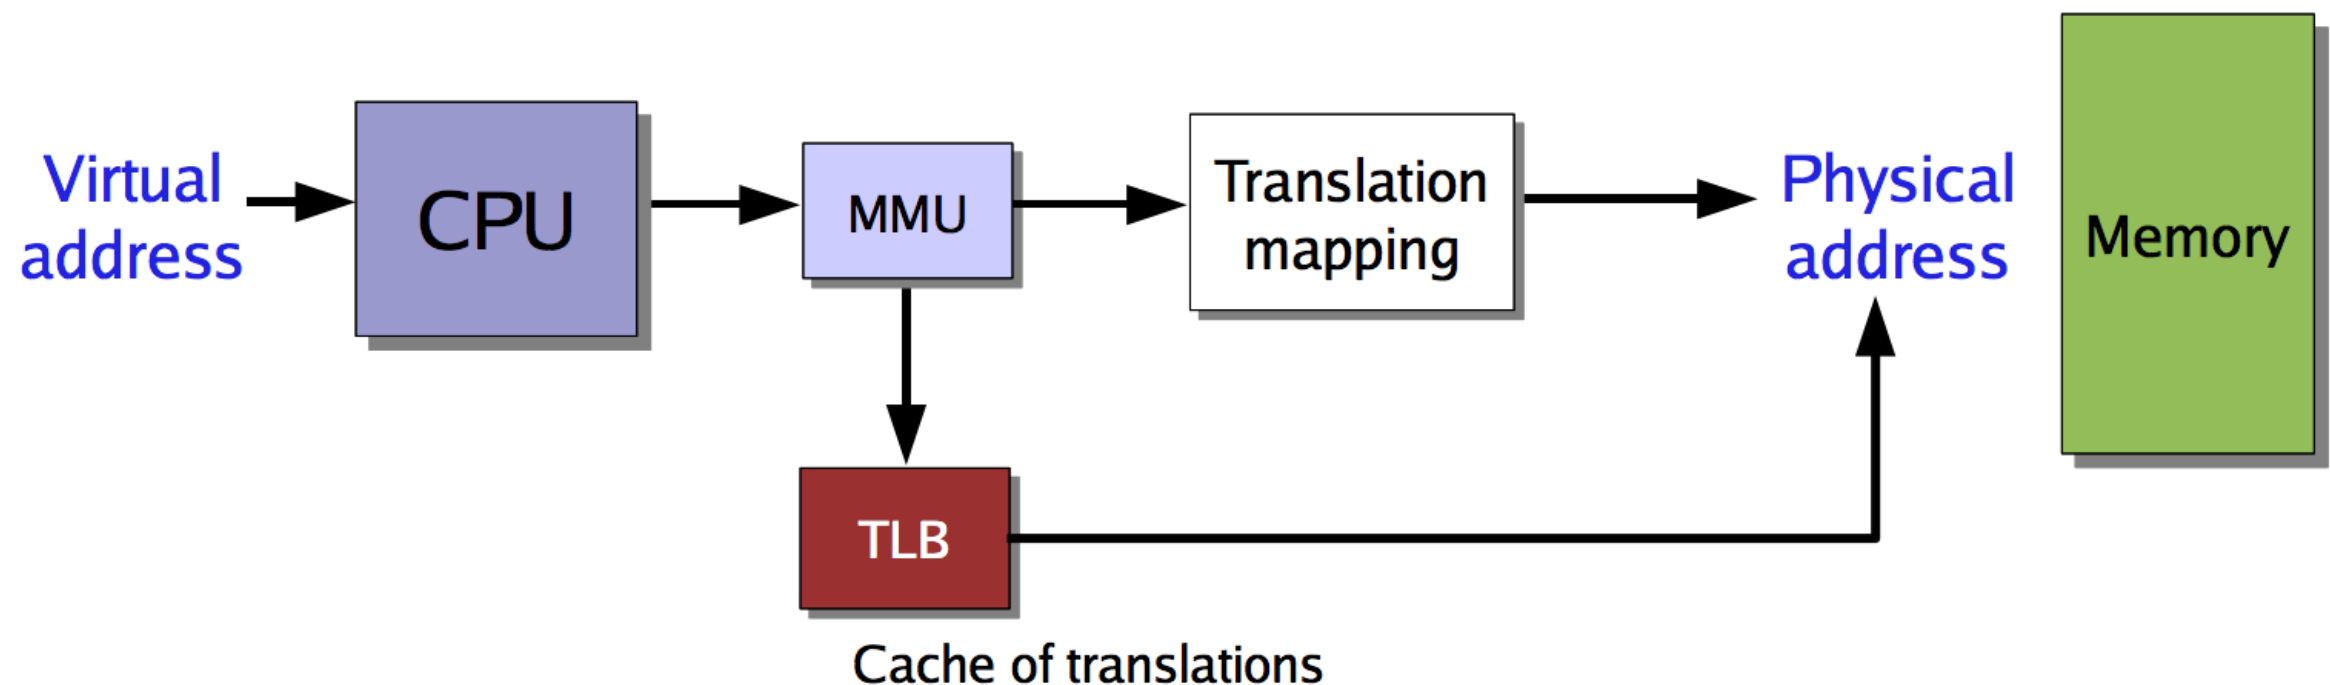 Virtual
address
CPU
MMU
Translation
mapping
Physical
address
Memory
TLB
Cache of translations